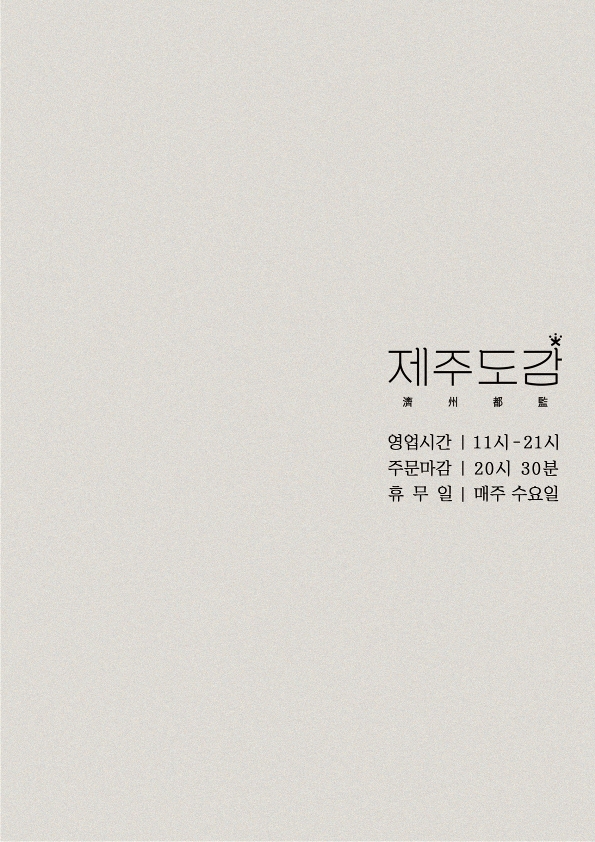 제주도감
濟州都監
영업시간 | 11시-21시
주문마감 | 20시 30분
휴 무 일 | 매주 수요일